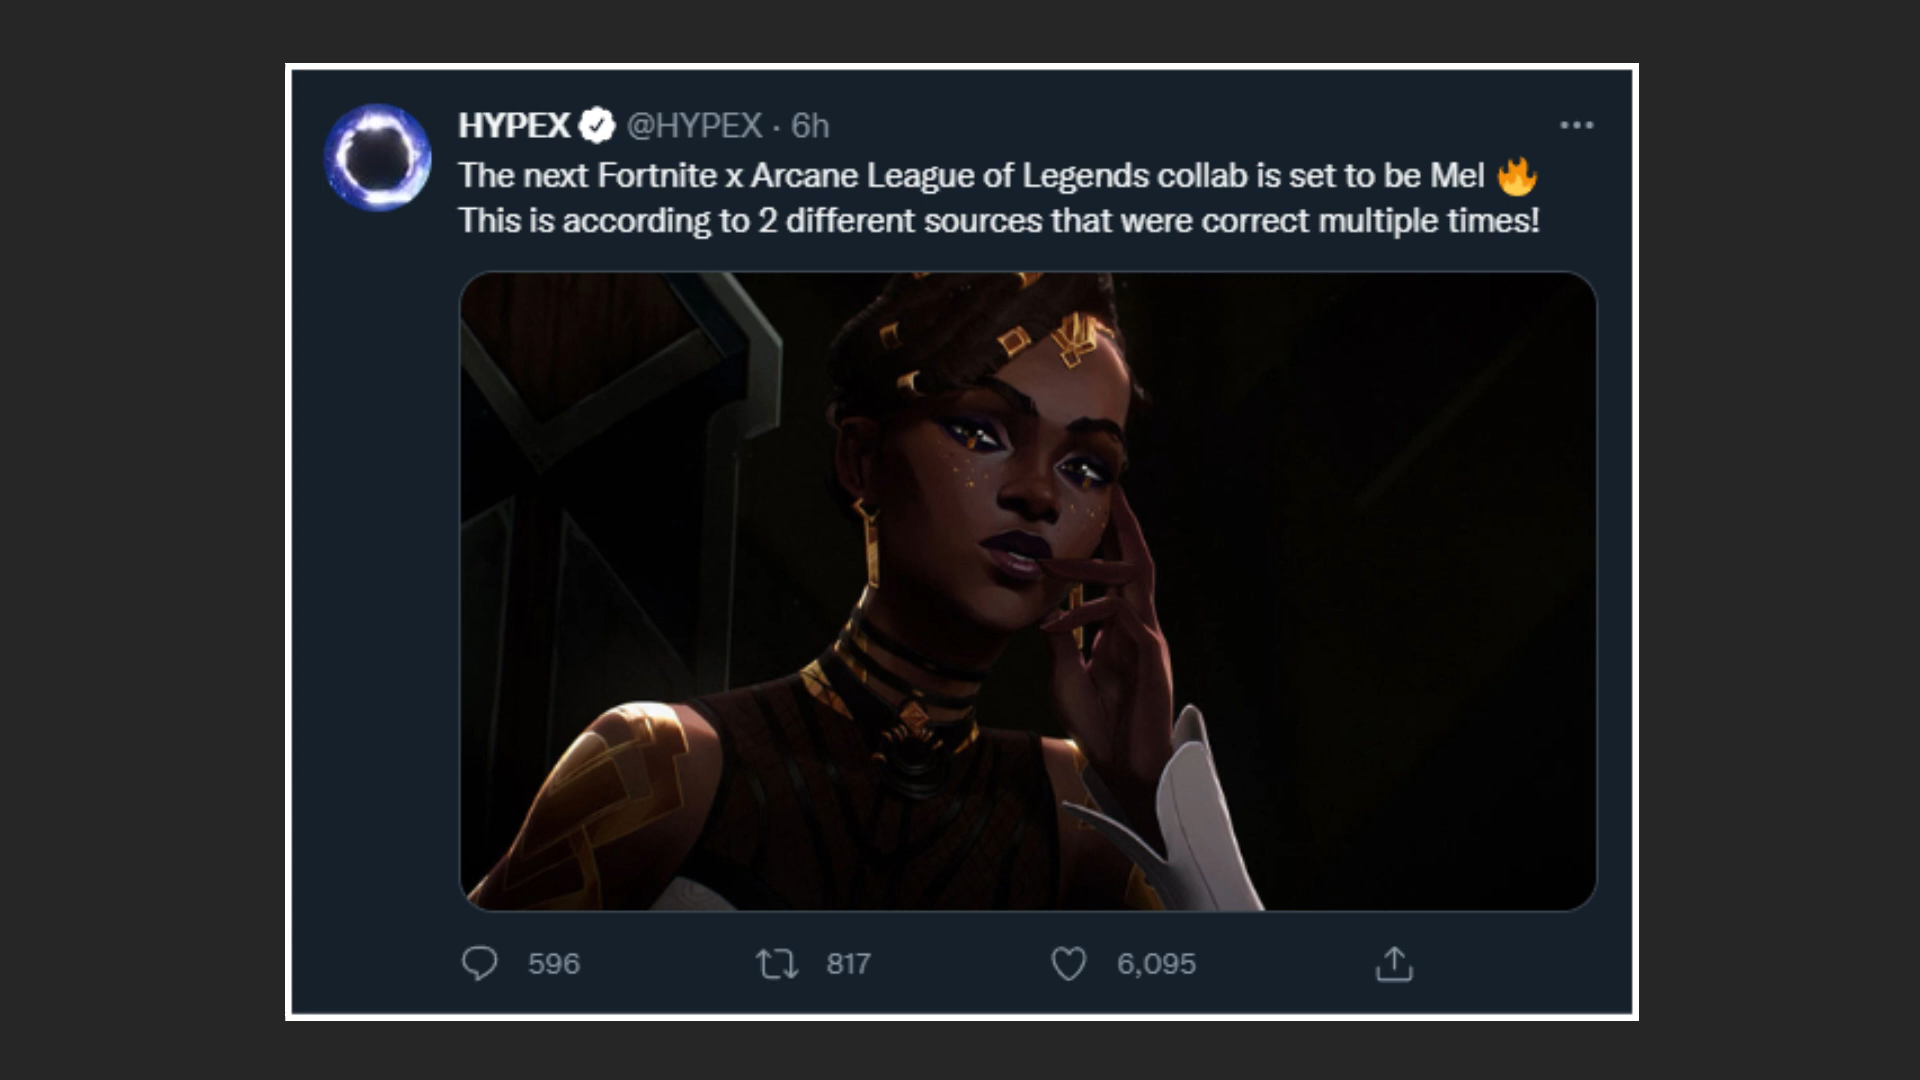 HYPEX @HYPEX · 6h
The next Fortnite x Arcane League of Legends collab is set to be Mel 🔥
This is according to 2 different sources that were correct multiple times!
596 817 6,095